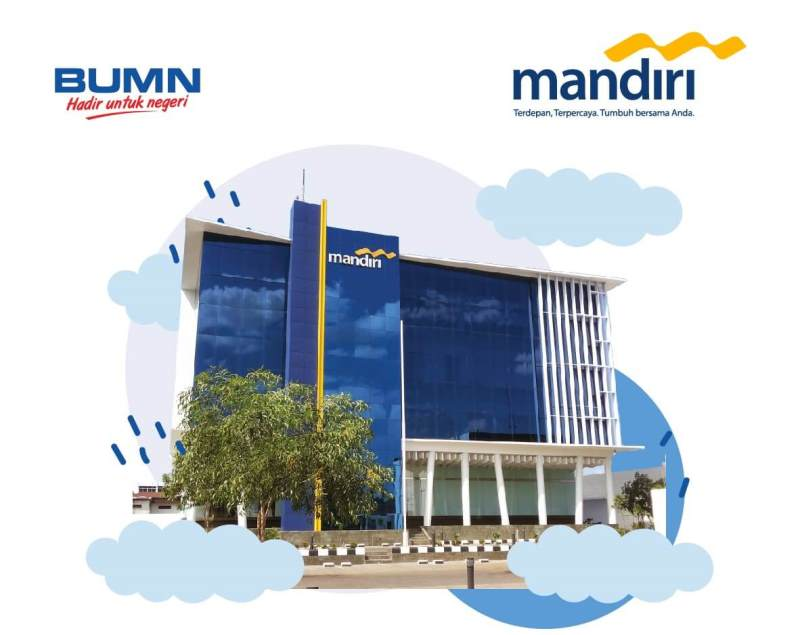 BUMN
Hadir untuk negeri
mandiri
Terdepan, Terpercaya. Tumbuh bersama Anda.
mandiri